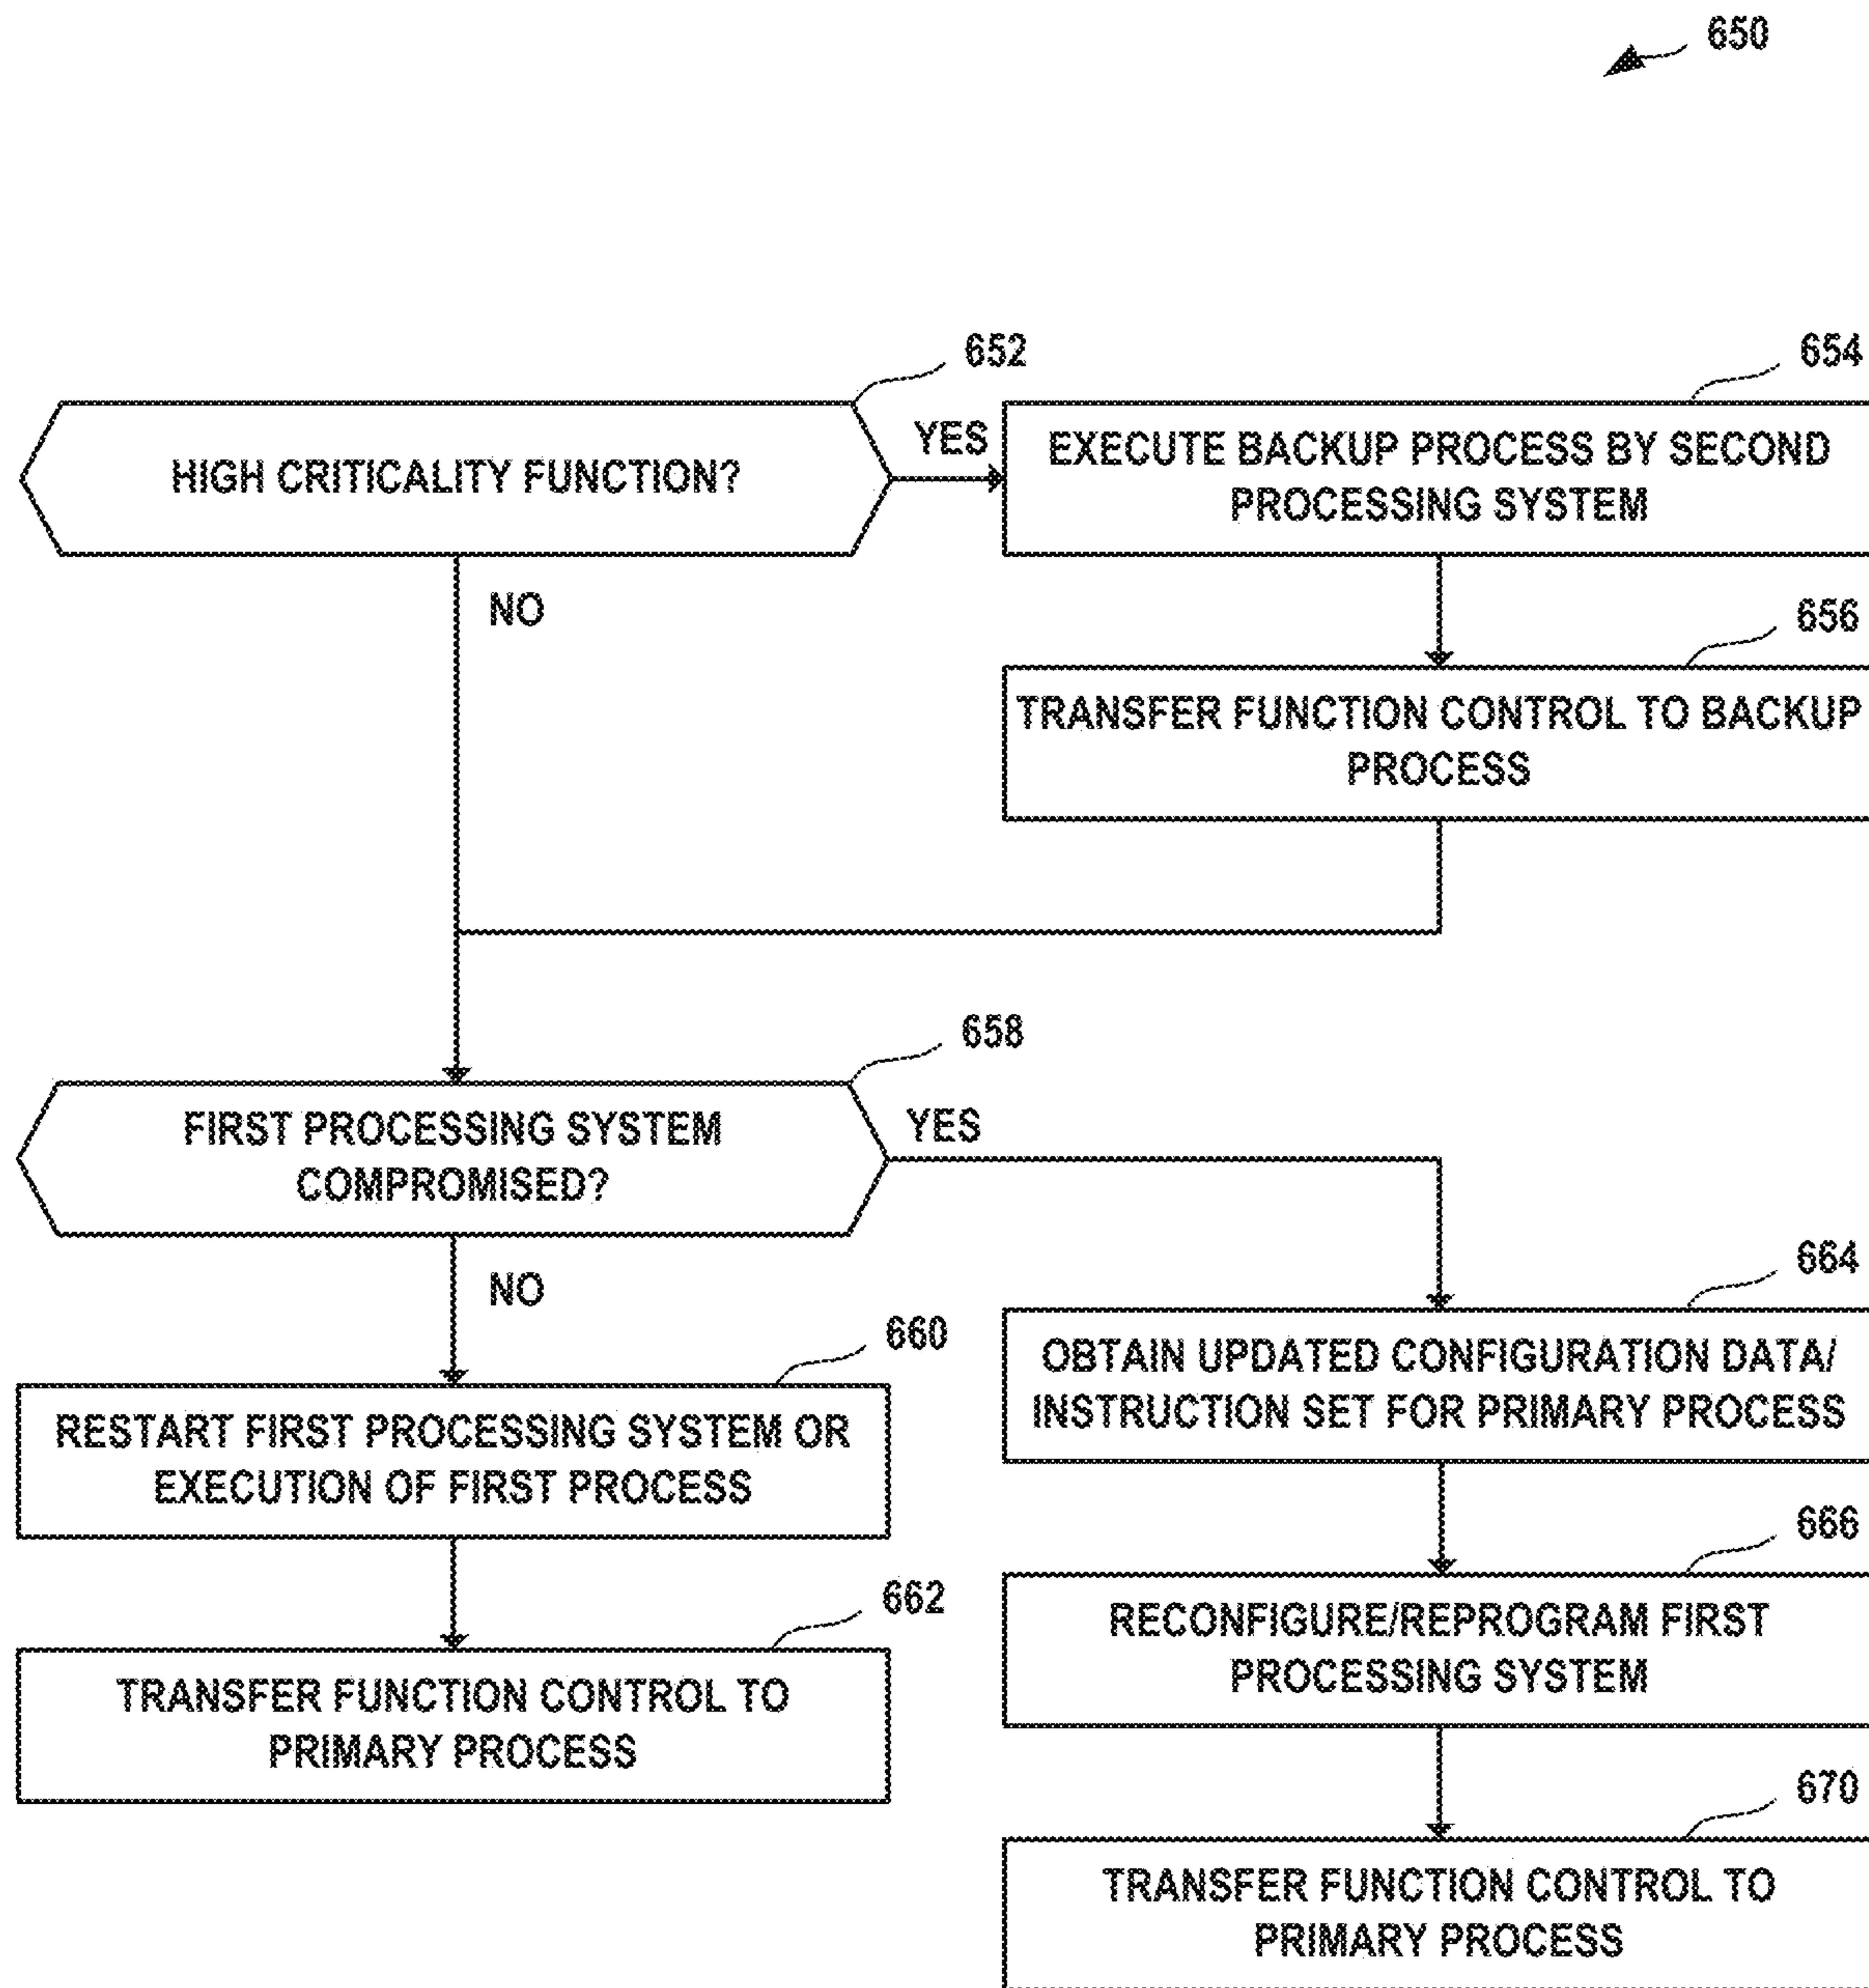 650
652
654
HIGH CRITICALITY FUNCTION?
YES
EXECUTE BACKUP PROCESS BY SECOND
PROCESSING SYSTEM
NO
656
TRANSFER FUNCTION CONTROL TO BACKUP
PROCESS
658
FIRST PROCESSING SYSTEM
COMPROMISED?
YES
NO
664
OBTAIN UPDATED CONFIGURATION DATA/
INSTRUCTION SET FOR PRIMARY PROCESS
660
RESTART FIRST PROCESSING SYSTEM OR
EXECUTION OF FIRST PROCESS
666
RECONFIGURE/REPROGRAM FIRST
PROCESSING SYSTEM
662
TRANSFER FUNCTION CONTROL TO
PRIMARY PROCESS
670
TRANSFER FUNCTION CONTROL TO
PRIMARY PROCESS